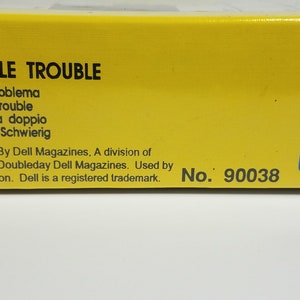 LE TROUBLE
oblema
rouble
a doppio
Schwierig
By Dell Magazines, A division of
Doubleday Dell Magazines. Used by
on. Dell is a registered trademark.
No. 90038